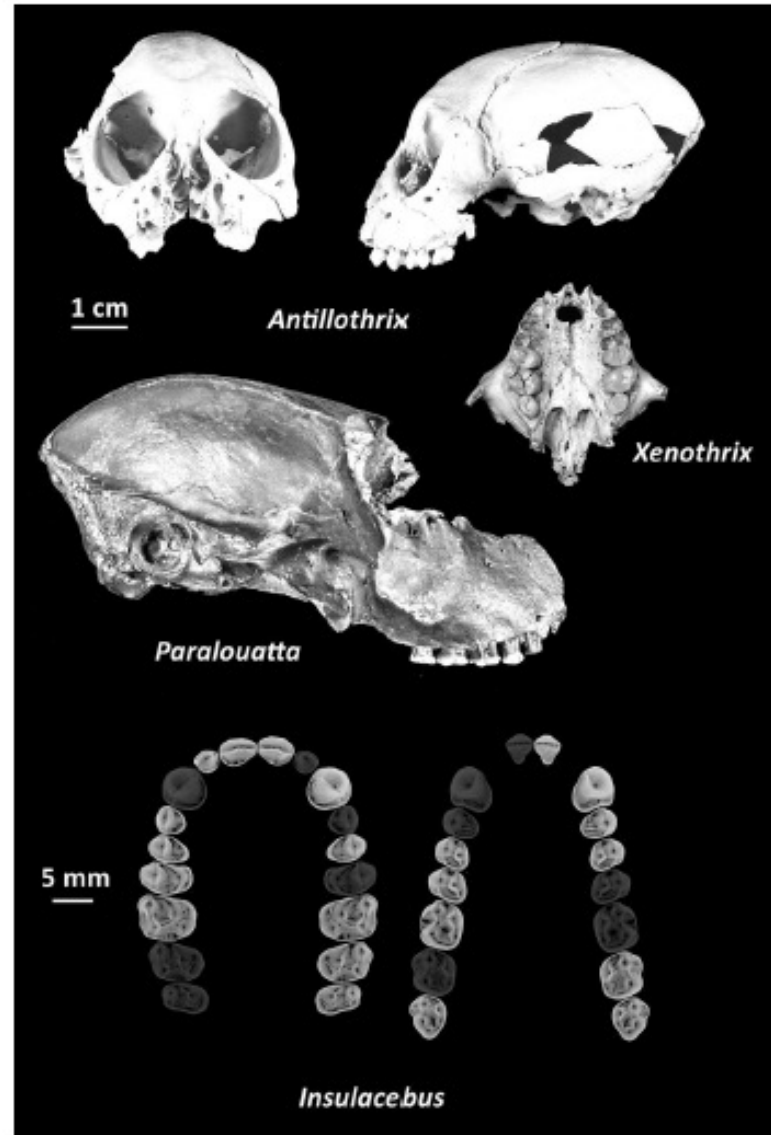 1 cm
Antillothrix
Xenothrix
Paralouatta
5 mm
Insulacebus